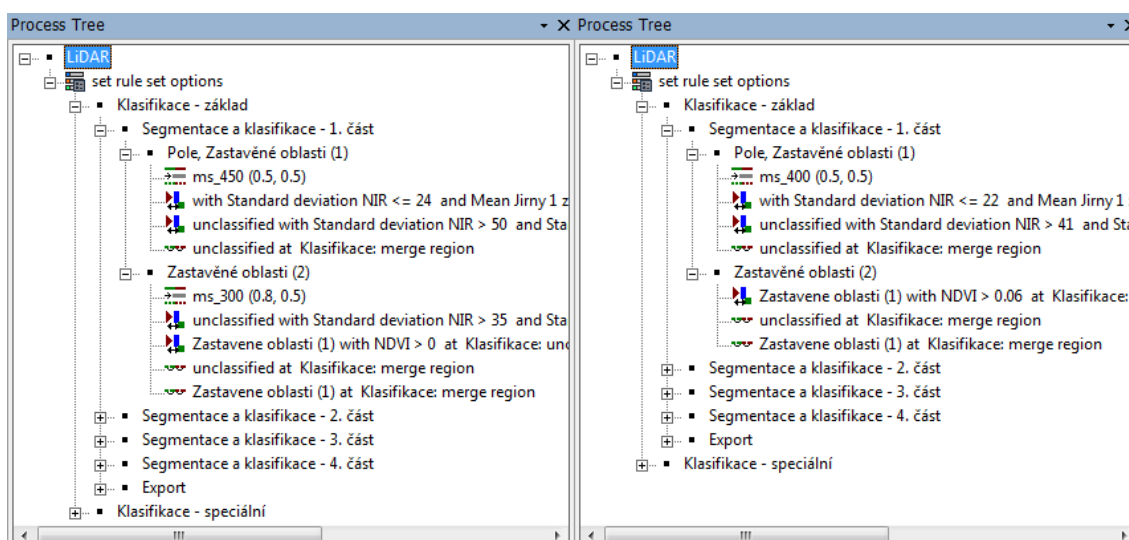 Process Tree
LiDAR
set rule set options
Klasifikace - základ
Segmentace a klasifikace - 1. část
Pole, Zastavěné oblasti (1)
ms_450 (0.5, 0.5)
with Standard deviation NIR <= 24 and Mean Jirny 1 z
unclassified with Standard deviation NIR > 50 and Sta
unclassified at Klasifikace: merge region
Zastavěné oblasti (2)
ms_300 (0.8, 0.5)
unclassified with Standard deviation NIR > 35 and Sta
Zastavene oblasti (1) with NDVI > 0 at Klasifikace: unc
unclassified at Klasifikace: merge region
Zastavene oblasti (1) at Klasifikace: merge region
Segmentace a klasifikace - 2. část
Segmentace a klasifikace - 3. část
Segmentace a klasifikace - 4. část
Export
Klasifikace - speciální
Process Tree
LiDAR
set rule set options
Klasifikace - základ
Segmentace a klasifikace - 1. část
Pole, Zastavěné oblasti (1)
ms_400 (0.5, 0.5)
with Standard deviation NIR <= 22 and Mean Jirny 1
unclassified with Standard deviation NIR > 41 and Sta
unclassified at Klasifikace: merge region
Zastavěné oblasti (2)
Zastavene oblasti (1) with NDVI > 0.06 at Klasifikace:
unclassified at Klasifikace: merge region
Zastavene oblasti (1) at Klasifikace: merge region
Segmentace a klasifikace - 2. část
Segmentace a klasifikace - 3. část
Segmentace a klasifikace - 4. část
Export
Klasifikace - speciální